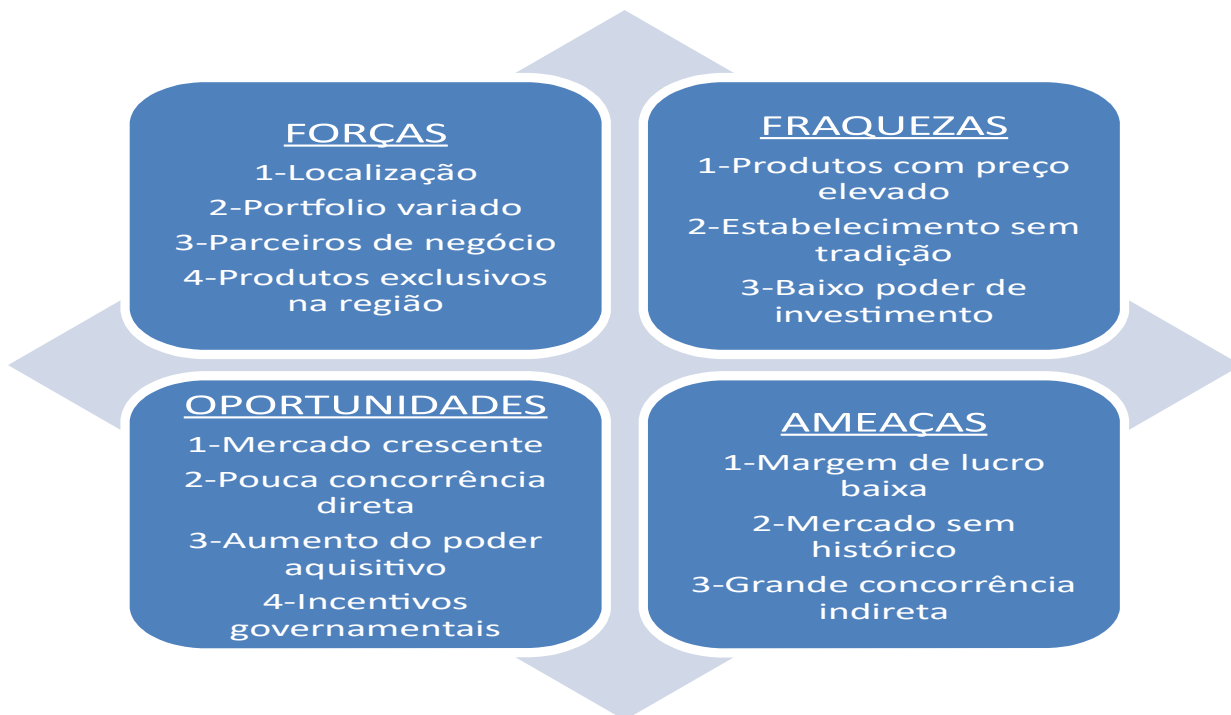 FORÇAS
1-Localização
2-Portfolio variado
3-Parceiros de negócio
4-Produtos exclusivos
na região
FRAQUEZAS
1-Produtos com preço
elevado
2-Estabelecimento sem
tradição
3-Baixo poder de
investimento
OPORTUNIDADES
1-Mercado crescente
2-Pouca concorrência
direta
3-Aumento do poder
aquisitivo
4-Incentivos
governamentais
AMEAÇAS
1-Margem de lucro
baixa
2-Mercado sem
histórico
3-Grande concorrência
indireta